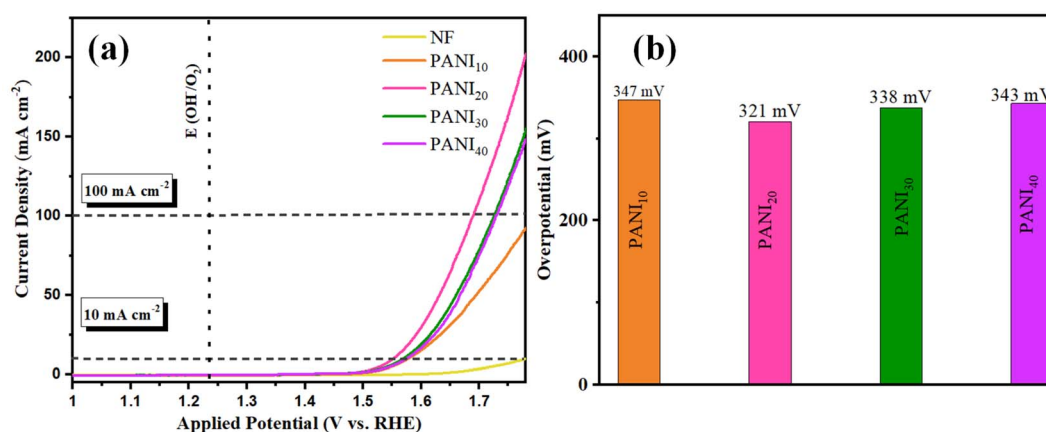 (a)
200
150
100
50
0
Current Density (mA cm⁻²)
E (OH⁻/O₂)
NF
PANI₁₀
PANI₂₀
PANI₃₀
PANI₄₀
100 mA cm⁻²
10 mA cm⁻²
1 1.1 1.2 1.3 1.4 1.5 1.6 1.7
Applied Potential (V vs. RHE)
(b)
400
200
0
Overpotential (mV)
347 mV
321 mV
338 mV
343 mV
PANI₁₀
PANI₂₀
PANI₃₀
PANI₄₀